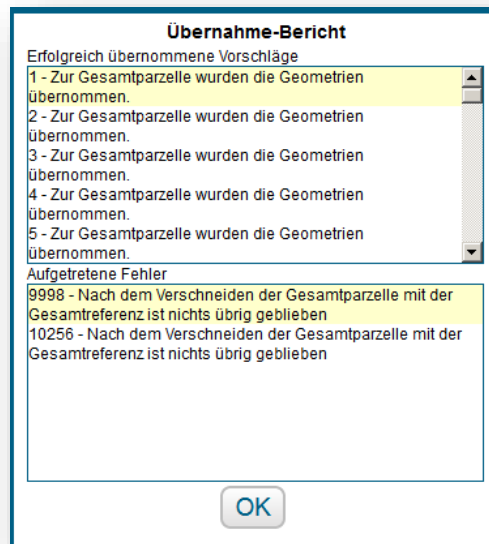 Übernahme-Bericht
Erfolgreich übernommene Vorschläge
1 - Zur Gesamtparzelle wurden die Geometrien
übernommen.
2 - Zur Gesamtparzelle wurden die Geometrien
übernommen.
3 - Zur Gesamtparzelle wurden die Geometrien
übernommen.
4 - Zur Gesamtparzelle wurden die Geometrien
übernommen.
5 - Zur Gesamtparzelle wurden die Geometrien
übernommen.
Aufgetretene Fehler
9998 - Nach dem Verschneiden der Gesamtparzelle mit der
Gesamtreferenz ist nichts übrig geblieben
10256 - Nach dem Verschneiden der Gesamtparzelle mit der
Gesamtreferenz ist nichts übrig geblieben
OK